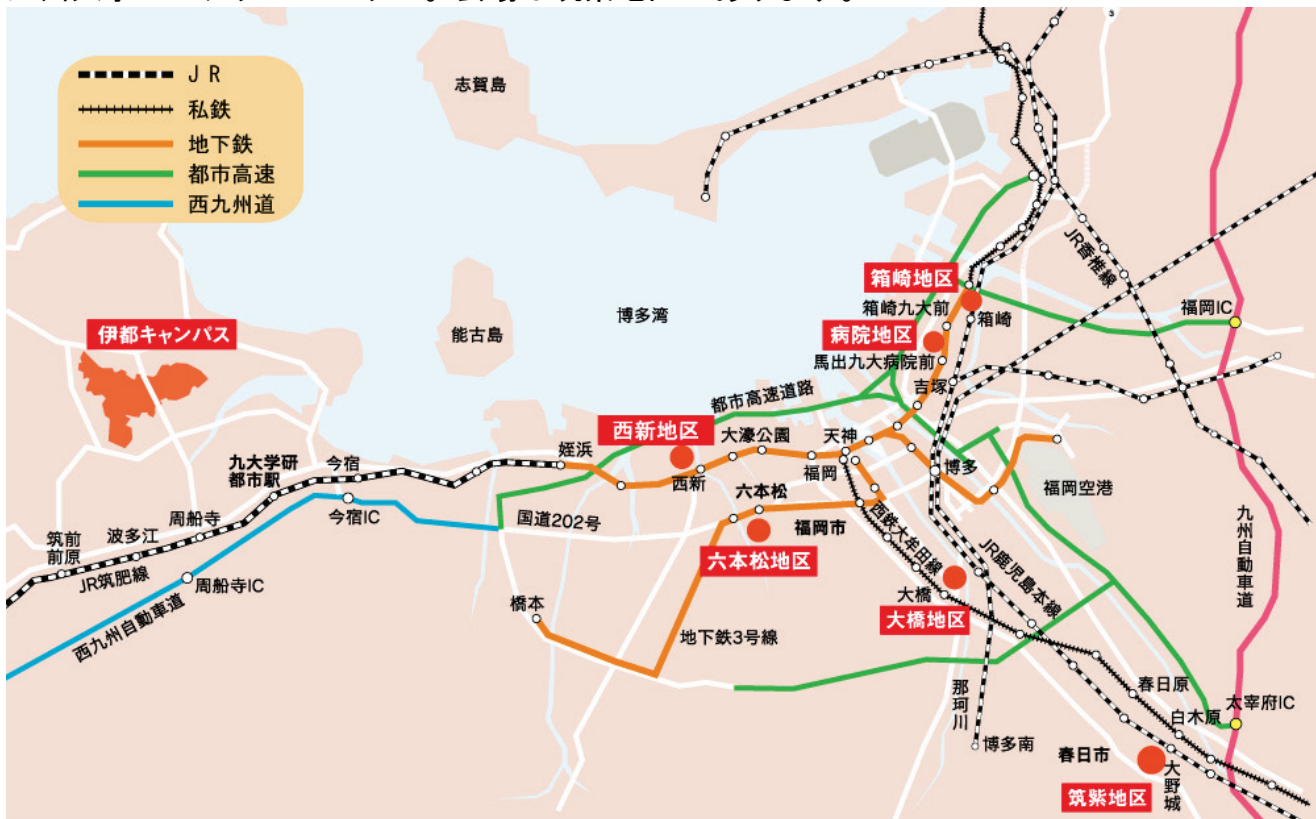 JR
私鉄
地下鉄
都市高速
西九州道
志賀島
3
JR香椎線
箱崎地区
箱崎九大前
箱崎
福岡IC
伊都キャンパス
能古島
博多湾
病院地区
馬出九大病院前
吉塚
都市高速道路
西新地区
大濠公園
天神
姪浜
西新
福岡
博多
福岡空港
九大学研
都市駅
今宿
六本松
今宿IC
国道202号
福岡市
九州自動車道
周船寺
波多江
筑前
前原
JR筑肥線
周船寺IC
西九州自動車道
六本松地区
西鉄大牟田線
JR鹿児島本線
大橋
大橋地区
橋本
地下鉄3号線
那珂川
春日原
白木原
太宰府IC
博多南
春日市
大野城
筑紫地区